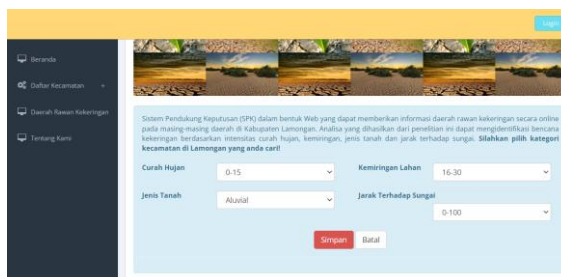 Login
Beranda
Daftar Kecamatan +
Daerah Rawan Kekeringan
Tentang Kami
Sistem Pendukung Keputusan (SPK) dalam bentuk Web yang dapat memberikan informasi daerah rawan kekeringan secara online
pada masing-masing daerah di Kabupaten Lamongan. Analisa yang dihasilkan dari penelitian ini dapat mengidentifikasi bencana
kekeringan berdasarkan intensitas curah hujan, kemiringan, jenis tanah dan jarak terhadap sungai. Silahkan pilih kategori
kecamatan di Lamongan yang anda cari!
Curah Hujan
0-15
Kemiringan Lahan
16-30
Jenis Tanah
Aluvial
Jarak Terhadap Sungai
0-100
Simpan
Batal